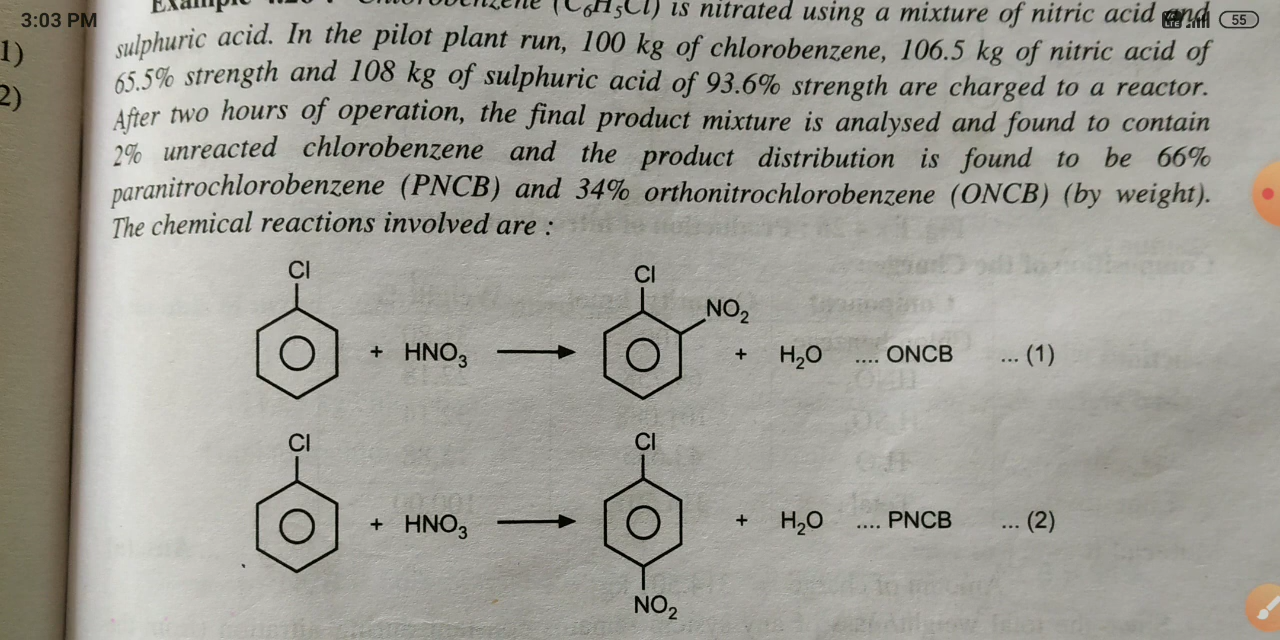 3:03 PM
55
1)
2)
Example : Chlorobenzene (C₆H₅Cl) is nitrated using a mixture of nitric acid and
sulphuric acid. In the pilot plant run, 100 kg of chlorobenzene, 106.5 kg of nitric acid of
65.5% strength and 108 kg of sulphuric acid of 93.6% strength are charged to a reactor.
After two hours of operation, the final product mixture is analysed and found to contain
2% unreacted chlorobenzene and the product distribution is found to be 66%
paranitrochlorobenzene (PNCB) and 34% orthonitrochlorobenzene (ONCB) (by weight).
The chemical reactions involved are :
Cl Cl
NO₂
+ HNO₃ ⟶ + H₂O .... ONCB ... (1)
Cl Cl
+ HNO₃ ⟶ + H₂O .... PNCB ... (2)
NO₂